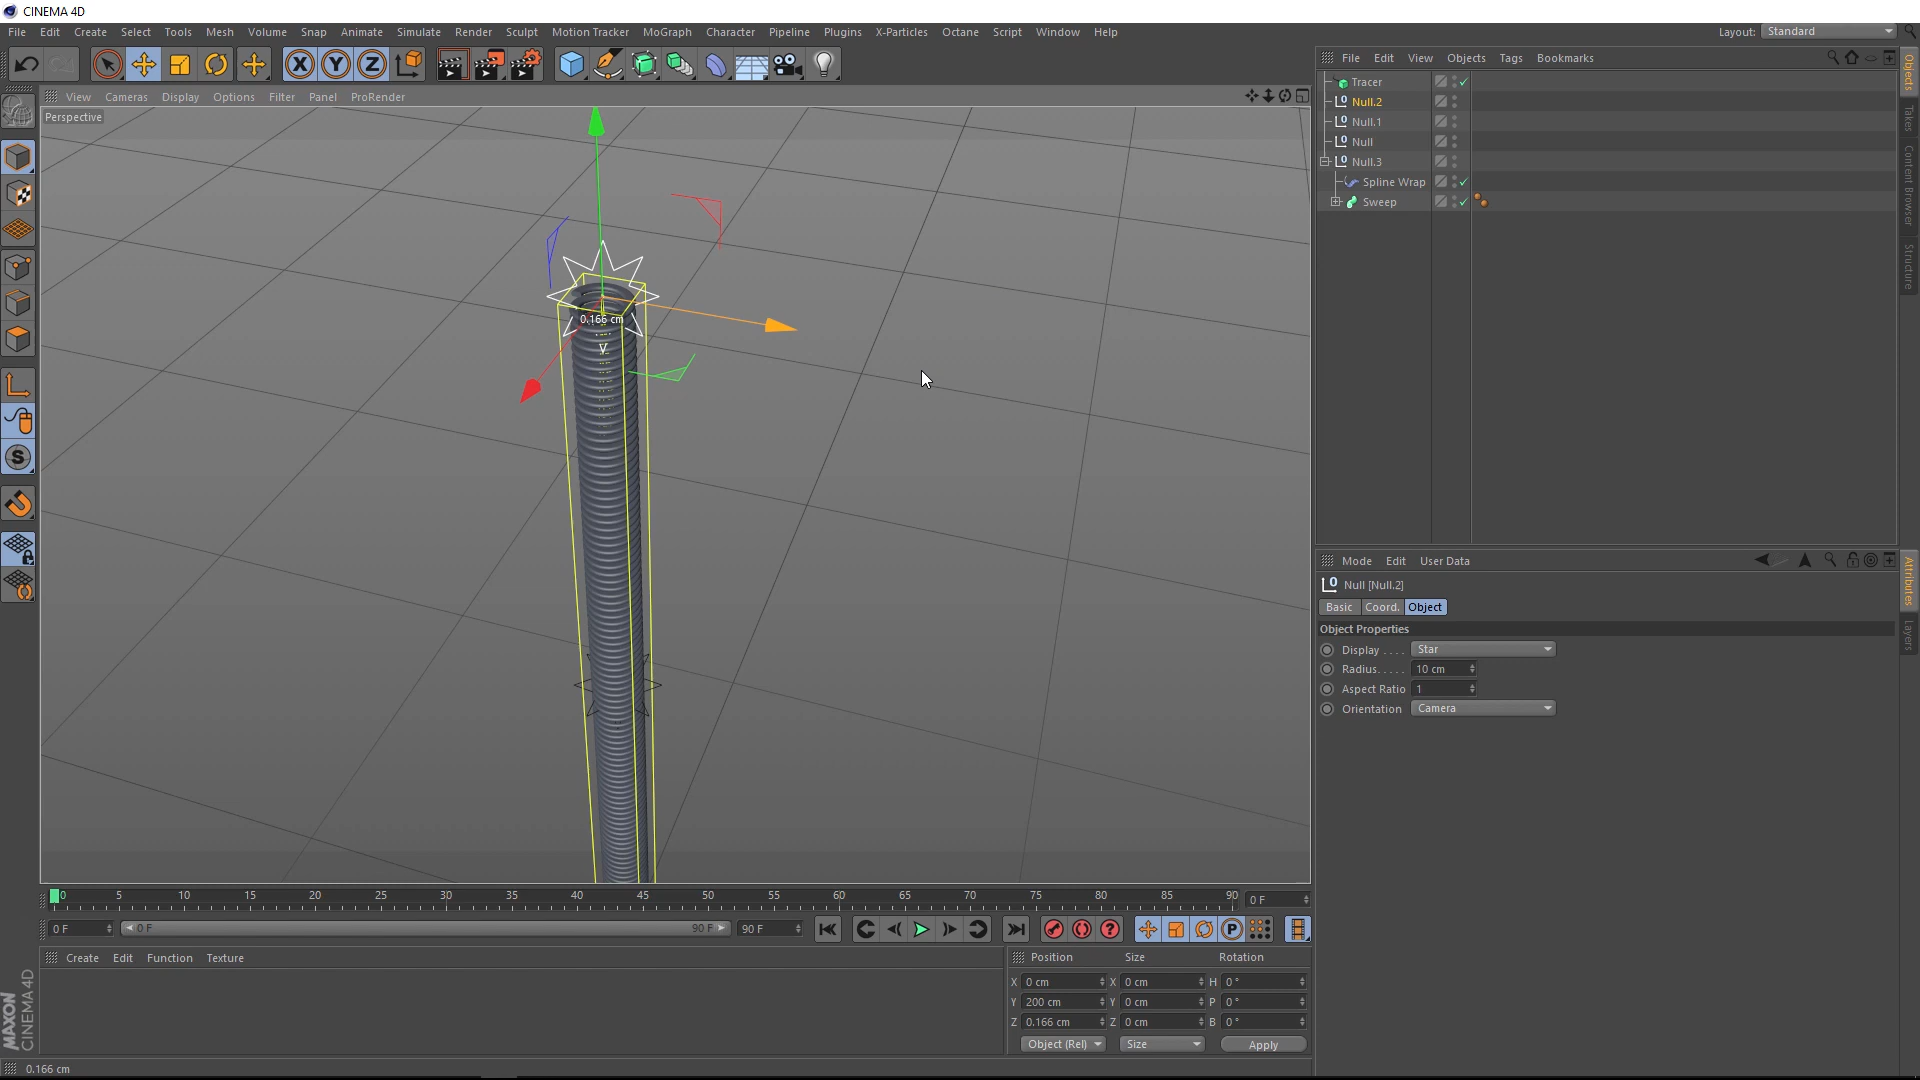 CINEMA 4D
File Edit Create Select Tools Mesh Volume Snap Animate Simulate Render Sculpt Motion Tracker MoGraph Character Pipeline Plugins X-Particles Octane Script Window Help
Layout: Standard
X Y Z
View Cameras Display Options Filter Panel ProRender
Perspective
0.166 cm
y
File Edit View Objects Tags Bookmarks
Tracer
Null.2
Null.1
Null
Null.3
Spline Wrap
Sweep
Objects
Takes
Content Browser
Structure
Mode Edit User Data
Null [Null.2]
Basic Coord. Object
Object Properties
Display . . . . Star
Radius. . . . . 10 cm
Aspect Ratio 1
Orientation Camera
Attributes
Layers
0 5 10 15 20 25 30 35 40 45 50 55 60 65 70 75 80 85 90
0 F
0 F 0 F 90 F 90 F
Create Edit Function Texture
Position Size Rotation
X 0 cm X 0 cm H 0 °
Y 200 cm Y 0 cm P 0 °
Z 0.166 cm Z 0 cm B 0 °
Object (Rel) Size Apply
MAXON
CINEMA 4D
0.166 cm